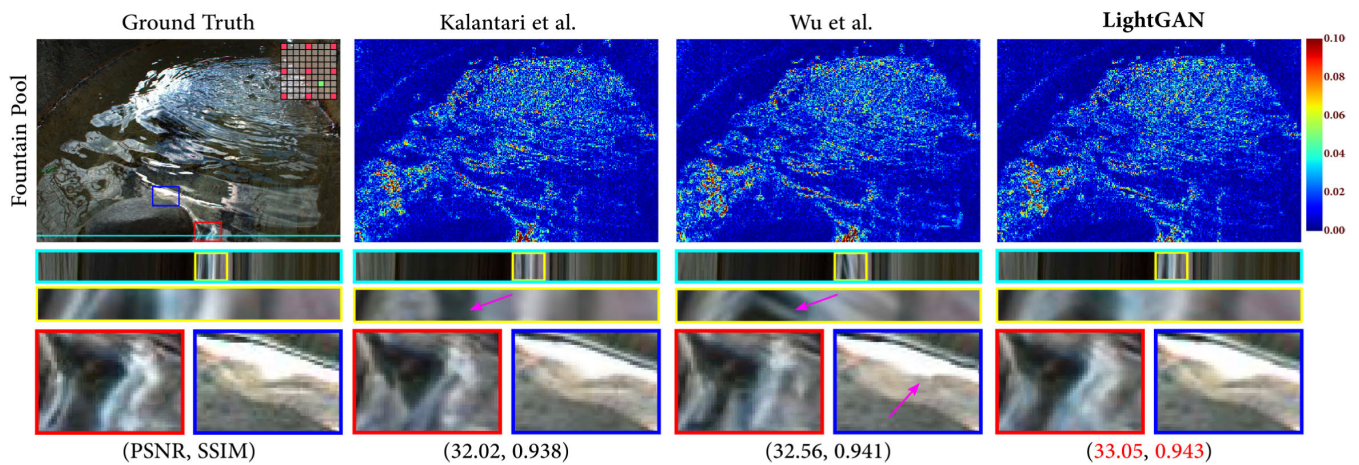 Ground Truth
Kalantari et al.
Wu et al.
LightGAN
Fountain Pool
0.10
0.08
0.06
0.04
0.02
0.00
(PSNR, SSIM)
(32.02, 0.938)
(32.56, 0.941)
(33.05, 0.943)